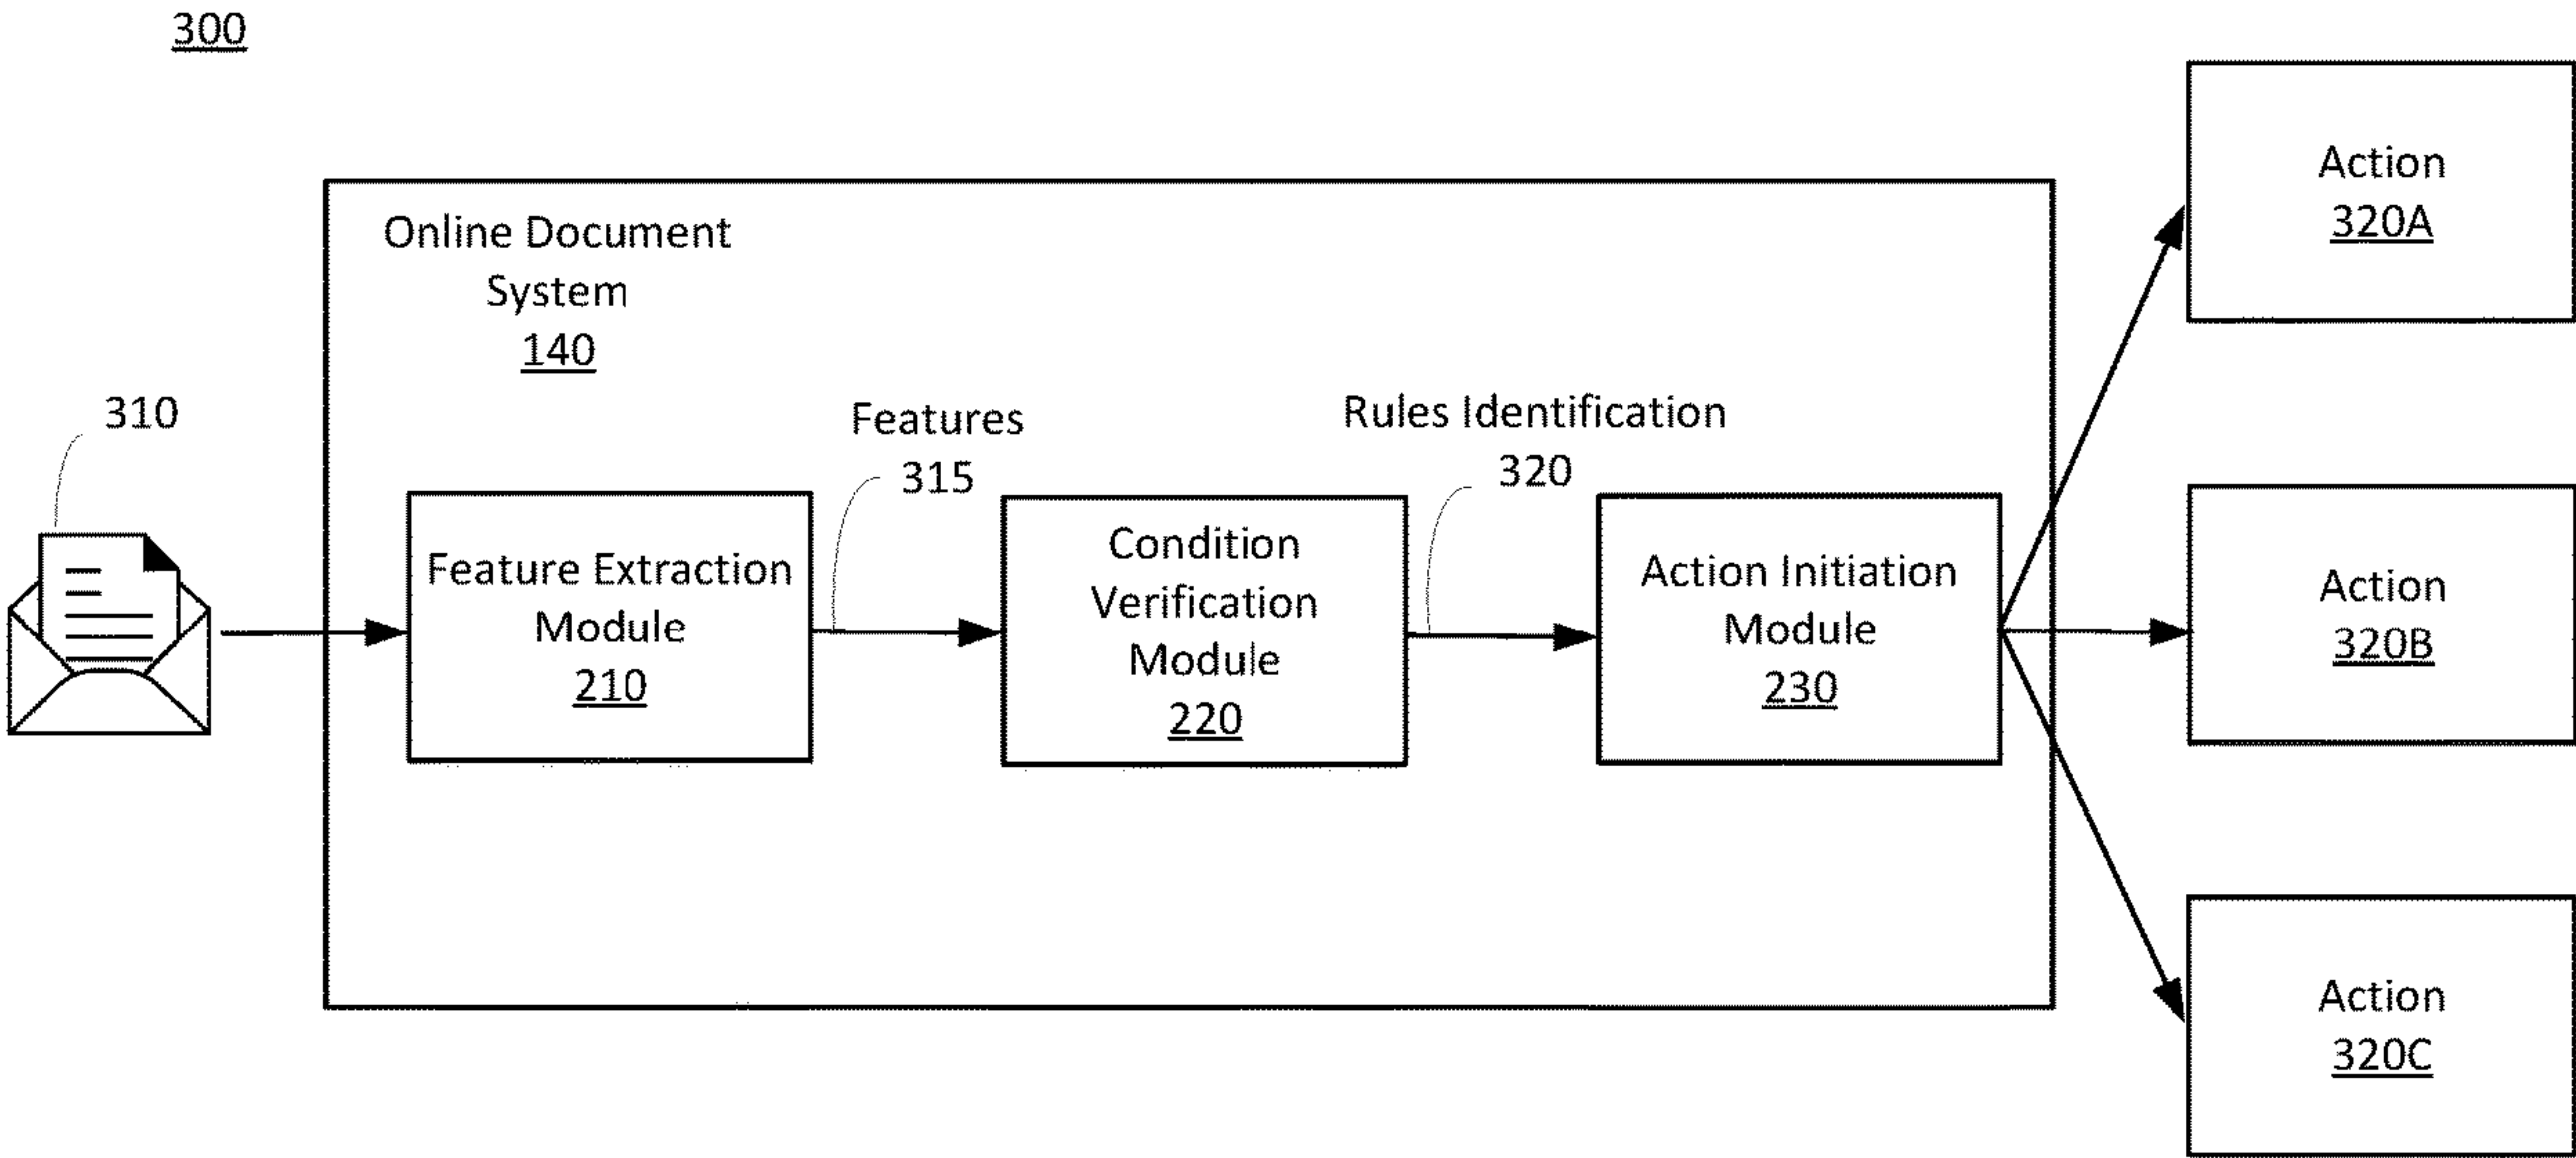 300
Online Document
System
140
310
Features
315
Rules Identification
320
Feature Extraction
Module
210
Condition
Verification
Module
220
Action Initiation
Module
230
Action
320A
Action
320B
Action
320C